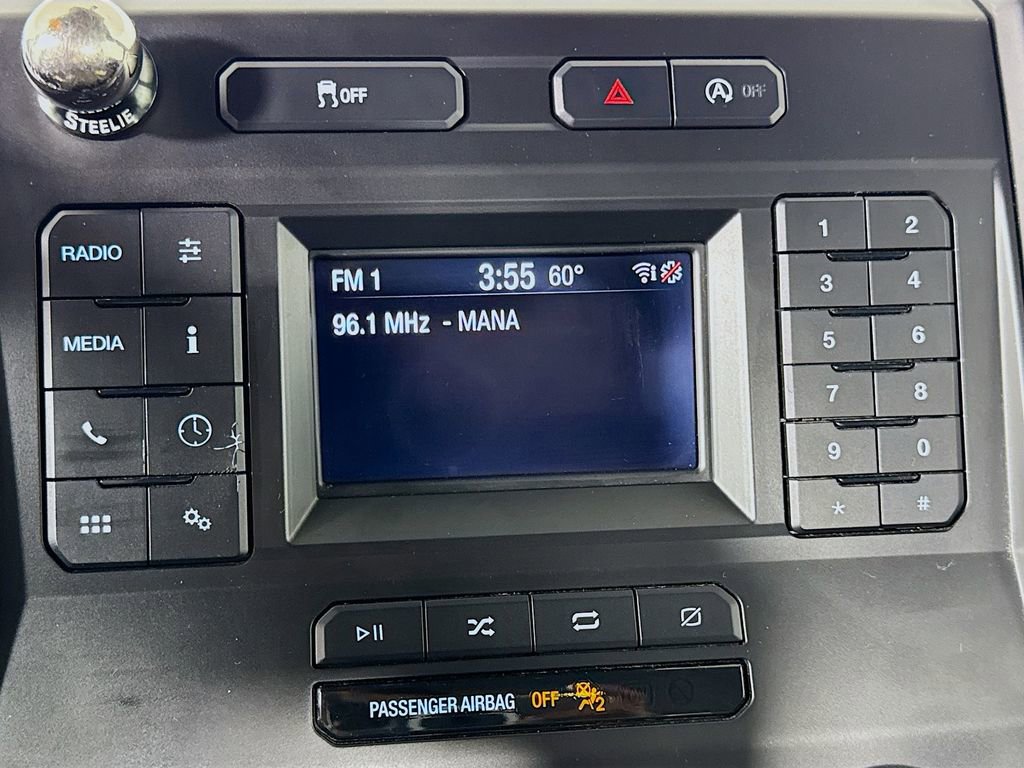 STEELIE
OFF
OFF
RADIO
MEDIA
FM 1 3:55 60°
96.1 MHz - MANA
1 2
3 4
5 6
7 8
9 0
* #
PASSENGER AIRBAG OFF 2